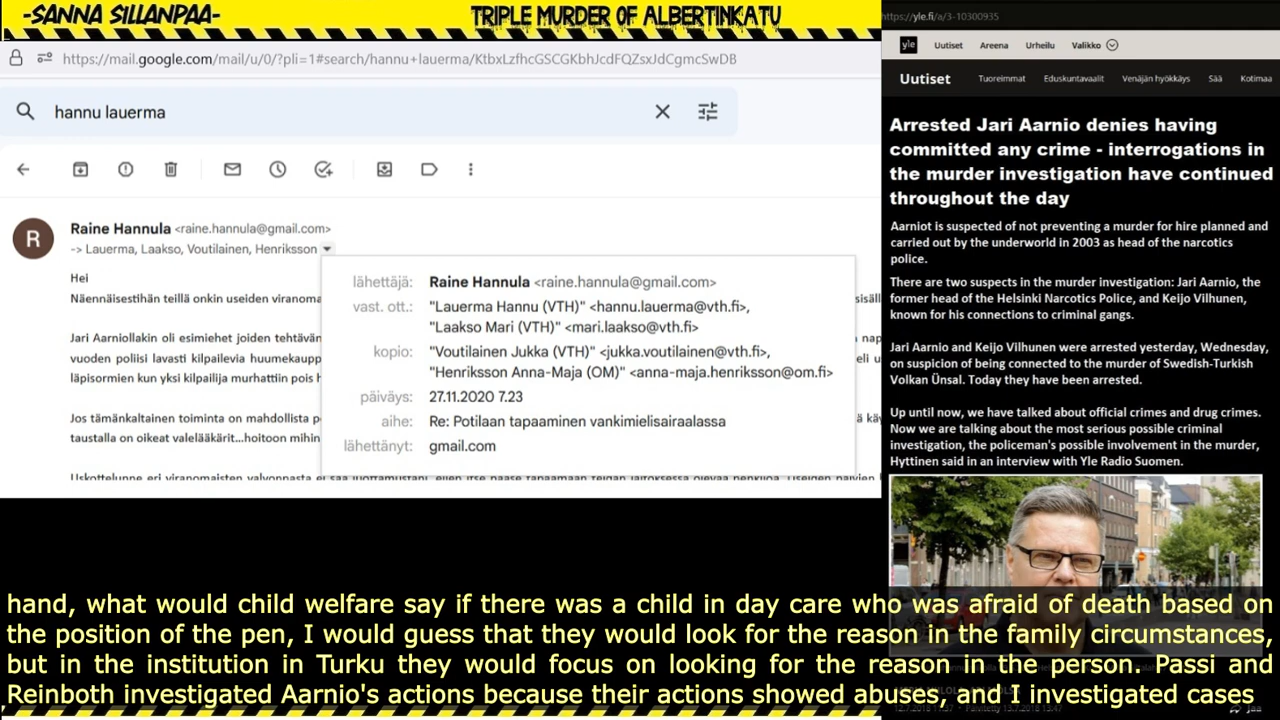 -SANNA SILLANPAA-
TRIPLE MURDER OF ALBERTINKATU
https://mail.google.com/mail/u/0/?pli=1#search/hannu+lauerma/KtbxLzfhcGSCGKbhJcdFQZsxJdCgmcSwDB
hannu lauerma
R
Raine Hannula <raine.hannula@gmail.com>
-> Lauerma, Laakso, Voutilainen, Henriksson
Hei
Näennäisestihän teillä onkin useiden viranoma
Jari Aarniollakin oli esimiehet joiden tehtävän
vuoden poliisi lavasti kilpailevia huumekaupp
läpisormien kun yksi kilpailija murhattiin pois h
Jos tämänkaltainen toiminta on mahdollista p
taustalla on oikeat valelääkärit...hoitoon mihin
lähettäjä: Raine Hannula <raine.hannula@gmail.com>
vast. ott.: "Lauerma Hannu (VTH)" <hannu.lauerma@vth.fi>,
"Laakso Mari (VTH)" <mari.laakso@vth.fi>
kopio: "Voutilainen Jukka (VTH)" <jukka.voutilainen@vth.fi>,
"Henriksson Anna-Maja (OM)" <anna-maja.henriksson@om.fi>
päiväys: 27.11.2020 7.23
aihe: Re: Potilaan tapaaminen vankimielisairaalassa
lähettänyt: gmail.com
https://yle.fi/a/3-10300935
yle Uutiset Areena Urheilu Valikko
Uutiset Tuoreimmat Eduskuntavaalit Venäjän hyökkäys Sää Kotimaa
Arrested Jari Aarnio denies having
committed any crime - interrogations in
the murder investigation have continued
throughout the day
Aarniot is suspected of not preventing a murder for hire planned and
carried out by the underworld in 2003 as head of the narcotics
police.
There are two suspects in the murder investigation: Jari Aarnio, the
former head of the Helsinki Narcotics Police, and Keijo Vilhunen,
known for his connections to criminal gangs.
Jari Aarnio and Keijo Vilhunen were arrested yesterday, Wednesday,
on suspicion of being connected to the murder of Swedish-Turkish
Volkan Ünsal. Today they have been arrested.
Up until now, we have talked about official crimes and drug crimes.
Now we are talking about the most serious possible criminal
investigation, the policeman's possible involvement in the murder,
Hyttinen said in an interview with Yle Radio Suomen.
hand, what would child welfare say if there was a child in day care who was afraid of death based on
the position of the pen, I would guess that they would look for the reason in the family circumstances,
but in the institution in Turku they would focus on looking for the reason in the person. Passi and
Reinboth investigated Aarnio's actions because their actions showed abuse, and I investigated cases
Jaa